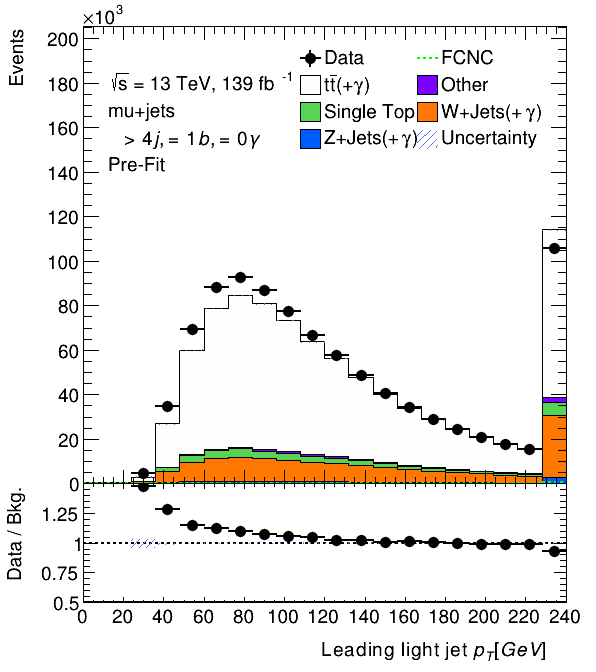 ×10³
Events
200
180
160
140
120
100
80
60
40
20
0
√s = 13 TeV, 139 fb⁻¹
mu+jets
> 4j, = 1b, = 0γ
Pre-Fit
Data
FCNC
tt̄(+γ)
Other
Single Top
W+Jets(+γ)
Z+Jets(+γ)
Uncertainty
Data / Bkg.
1.25
1
0.75
0.5
0 20 40 60 80 100 120 140 160 180 200 220 240
Leading light jet p_T[GeV]